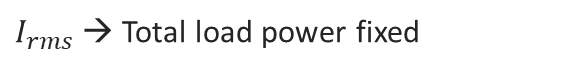 I_rms → Total load power fixed